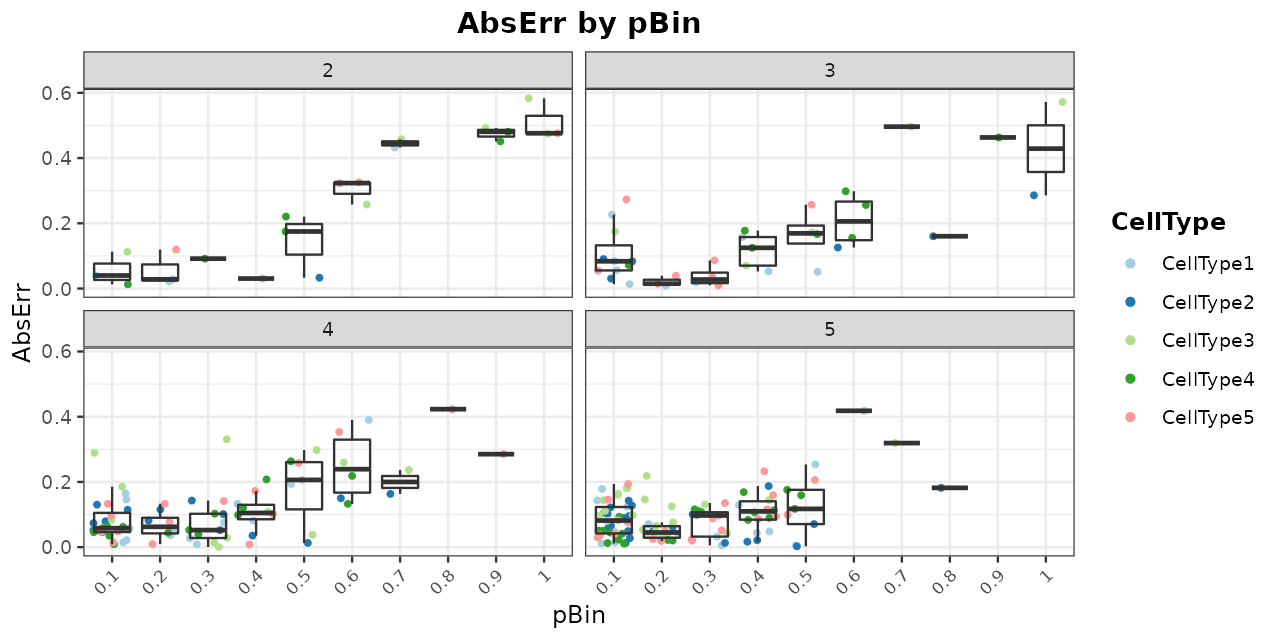 AbsErr by pBin
2
3
0.6
0.4
0.2
0.0
4
5
0.6
0.4
0.2
0.0
AbsErr
0.1 0.2 0.3 0.4 0.5 0.6 0.7 0.8 0.9 1
0.1 0.2 0.3 0.4 0.5 0.6 0.7 0.8 0.9 1
pBin
CellType
CellType1
CellType2
CellType3
CellType4
CellType5